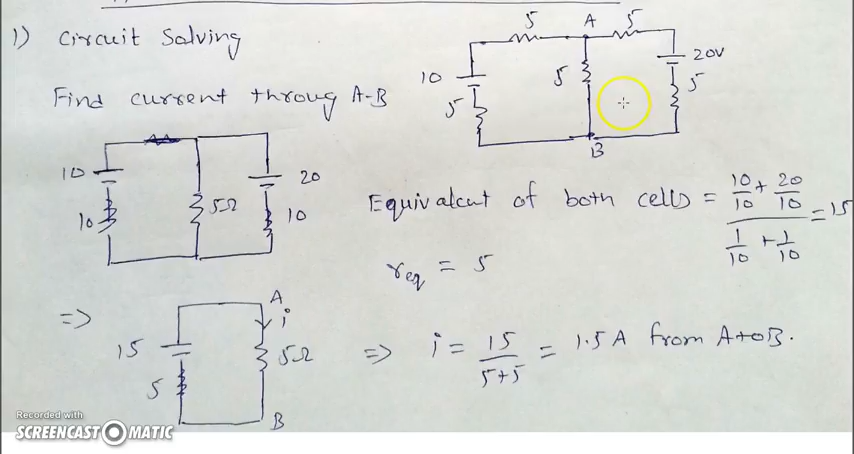 1) Circuit Solving
Find current throug A-B
5 A 5
10 5 20V
5 5
B
10 20
10 5Ω 10
Equivalent of both cells = 10/10 + 20/10 / 1/10 + 1/10 = 15
req = 5
=> A
i
15 5Ω
5
B
=> i = 15/5+5 = 1.5A from A to B.
Recorded with
SCREENCAST O MATIC